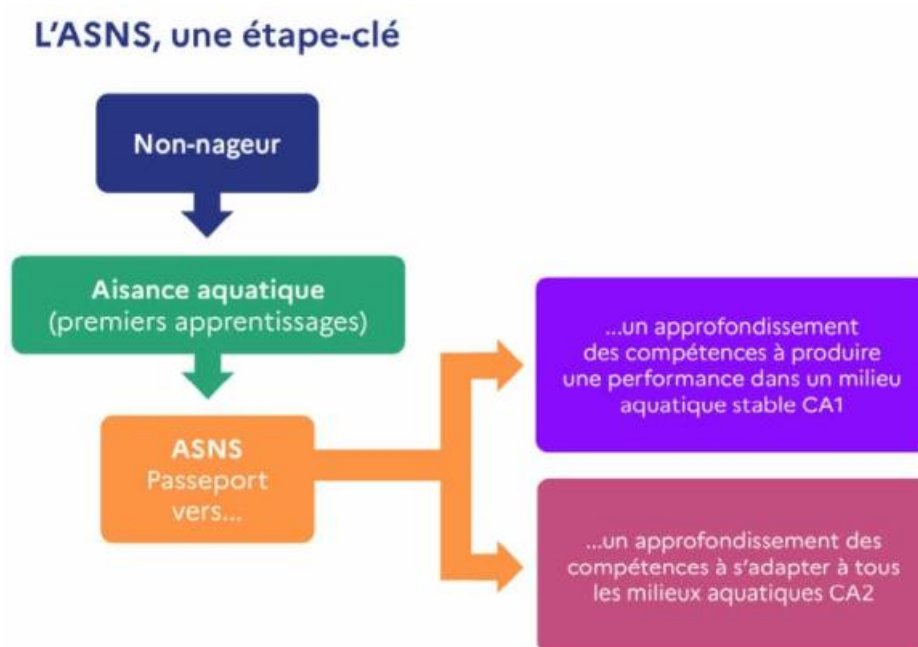 L'ASNS, une étape-clé
Non-nageur
Aisance aquatique
(premiers apprentissages)
ASNS
Passeport
vers...
...un approfondissement
des compétences à produire
une performance dans un milieu
aquatique stable CA1
...un approfondissement des
compétences à s'adapter à tous
les milieux aquatiques CA2